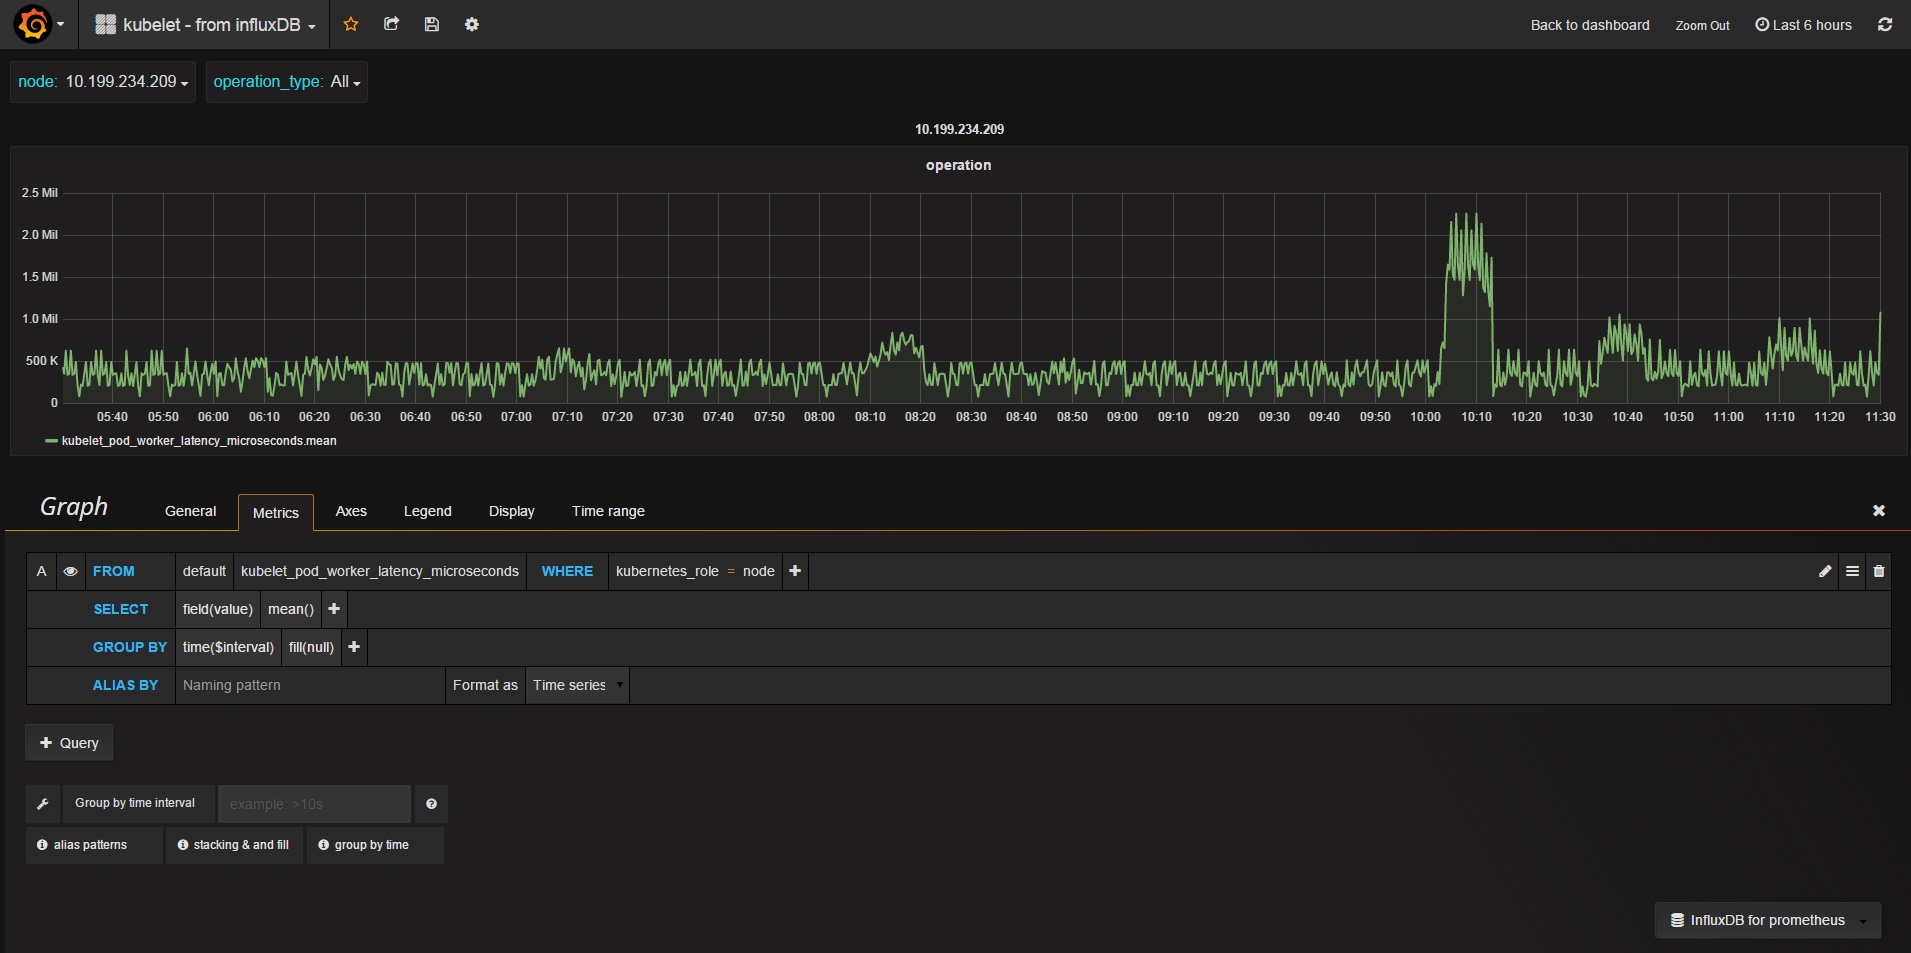 kubelet - from influxDB
Back to dashboard Zoom Out Last 6 hours
node: 10.199.234.209 operation_type: All
10.199.234.209
operation
2.5 Mil
2.0 Mil
1.5 Mil
1.0 Mil
500 K
0
05:40 05:50 06:00 06:10 06:20 06:30 06:40 06:50 07:00 07:10 07:20 07:30 07:40 07:50 08:00 08:10 08:20 08:30 08:40 08:50 09:00 09:10 09:20 09:30 09:40 09:50 10:00 10:10 10:20 10:30 10:40 10:50 11:00 11:10 11:20 11:30
kubelet_pod_worker_latency_microseconds.mean
Graph General Metrics Axes Legend Display Time range
A FROM default kubelet_pod_worker_latency_microseconds WHERE kubernetes_role = node
SELECT field(value) mean()
GROUP BY time($interval) fill(null)
ALIAS BY Naming pattern Format as Time series
Query
Group by time interval example: >10s
alias patterns stacking & and fill group by time
InfluxDB for prometheus